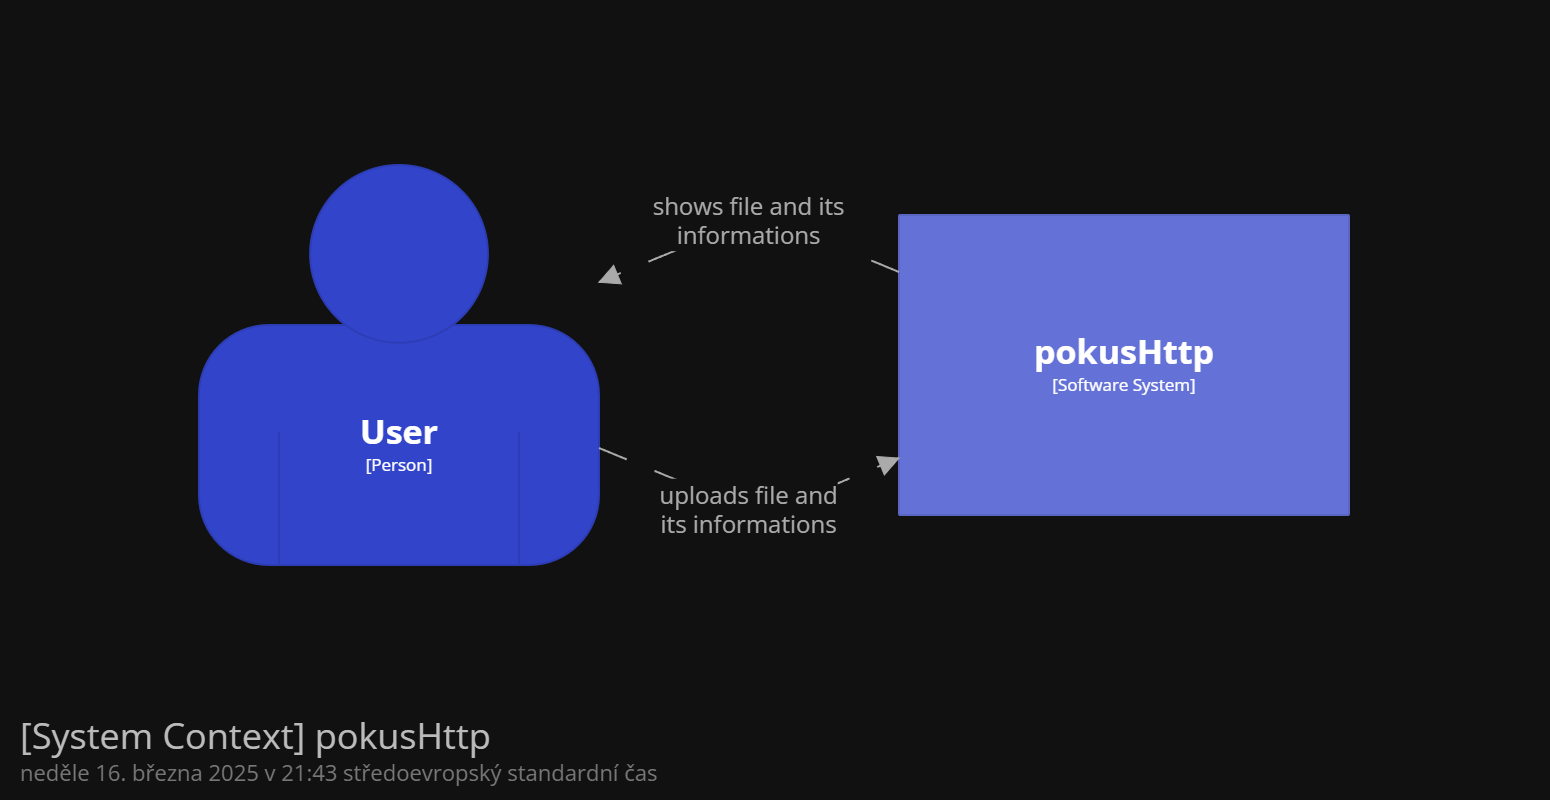 shows file and its
informations
pokusHttp
[Software System]
User
[Person]
uploads file and
its informations
[System Context] pokusHttp
neděle 16. března 2025 v 21:43 středoevropský standardní čas